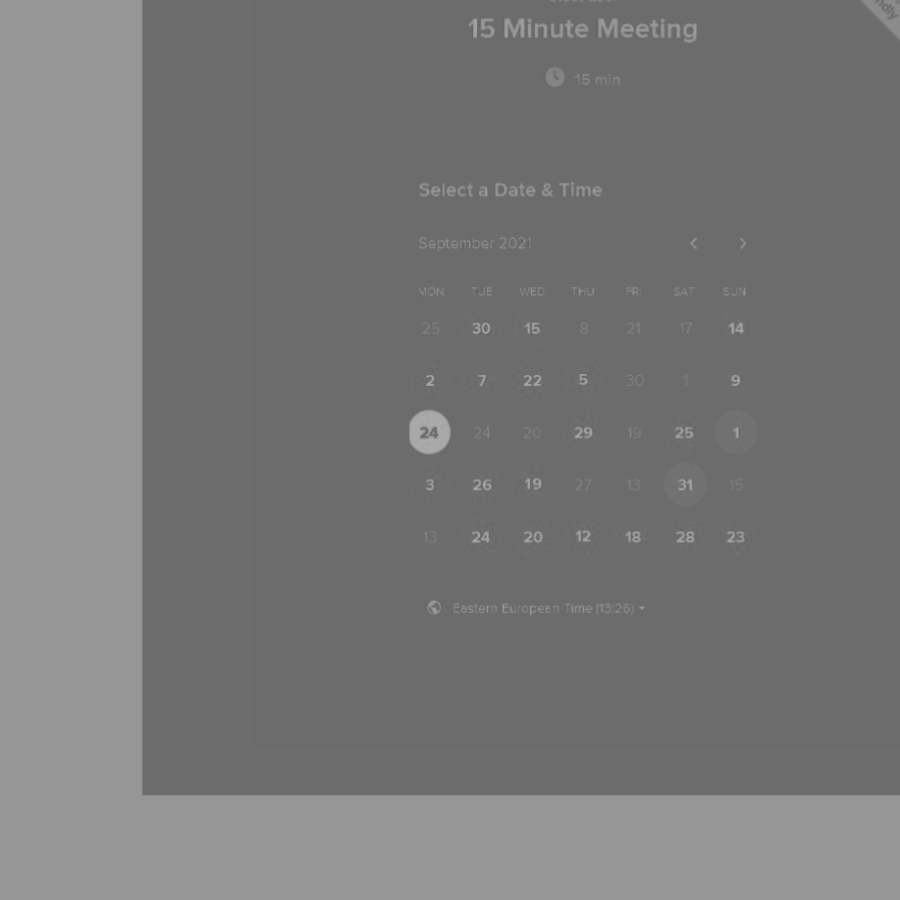 15 Minute Meeting
15 min
Select a Date & Time
September 2021
MON TUE WED THU FRI SAT SUN
25 30 15 8 21 17 14
2 7 22 5 30 1 9
24 24 20 29 19 25 1
3 26 19 27 13 31 15
13 24 20 12 18 28 23
Eastern European Time (13:26)